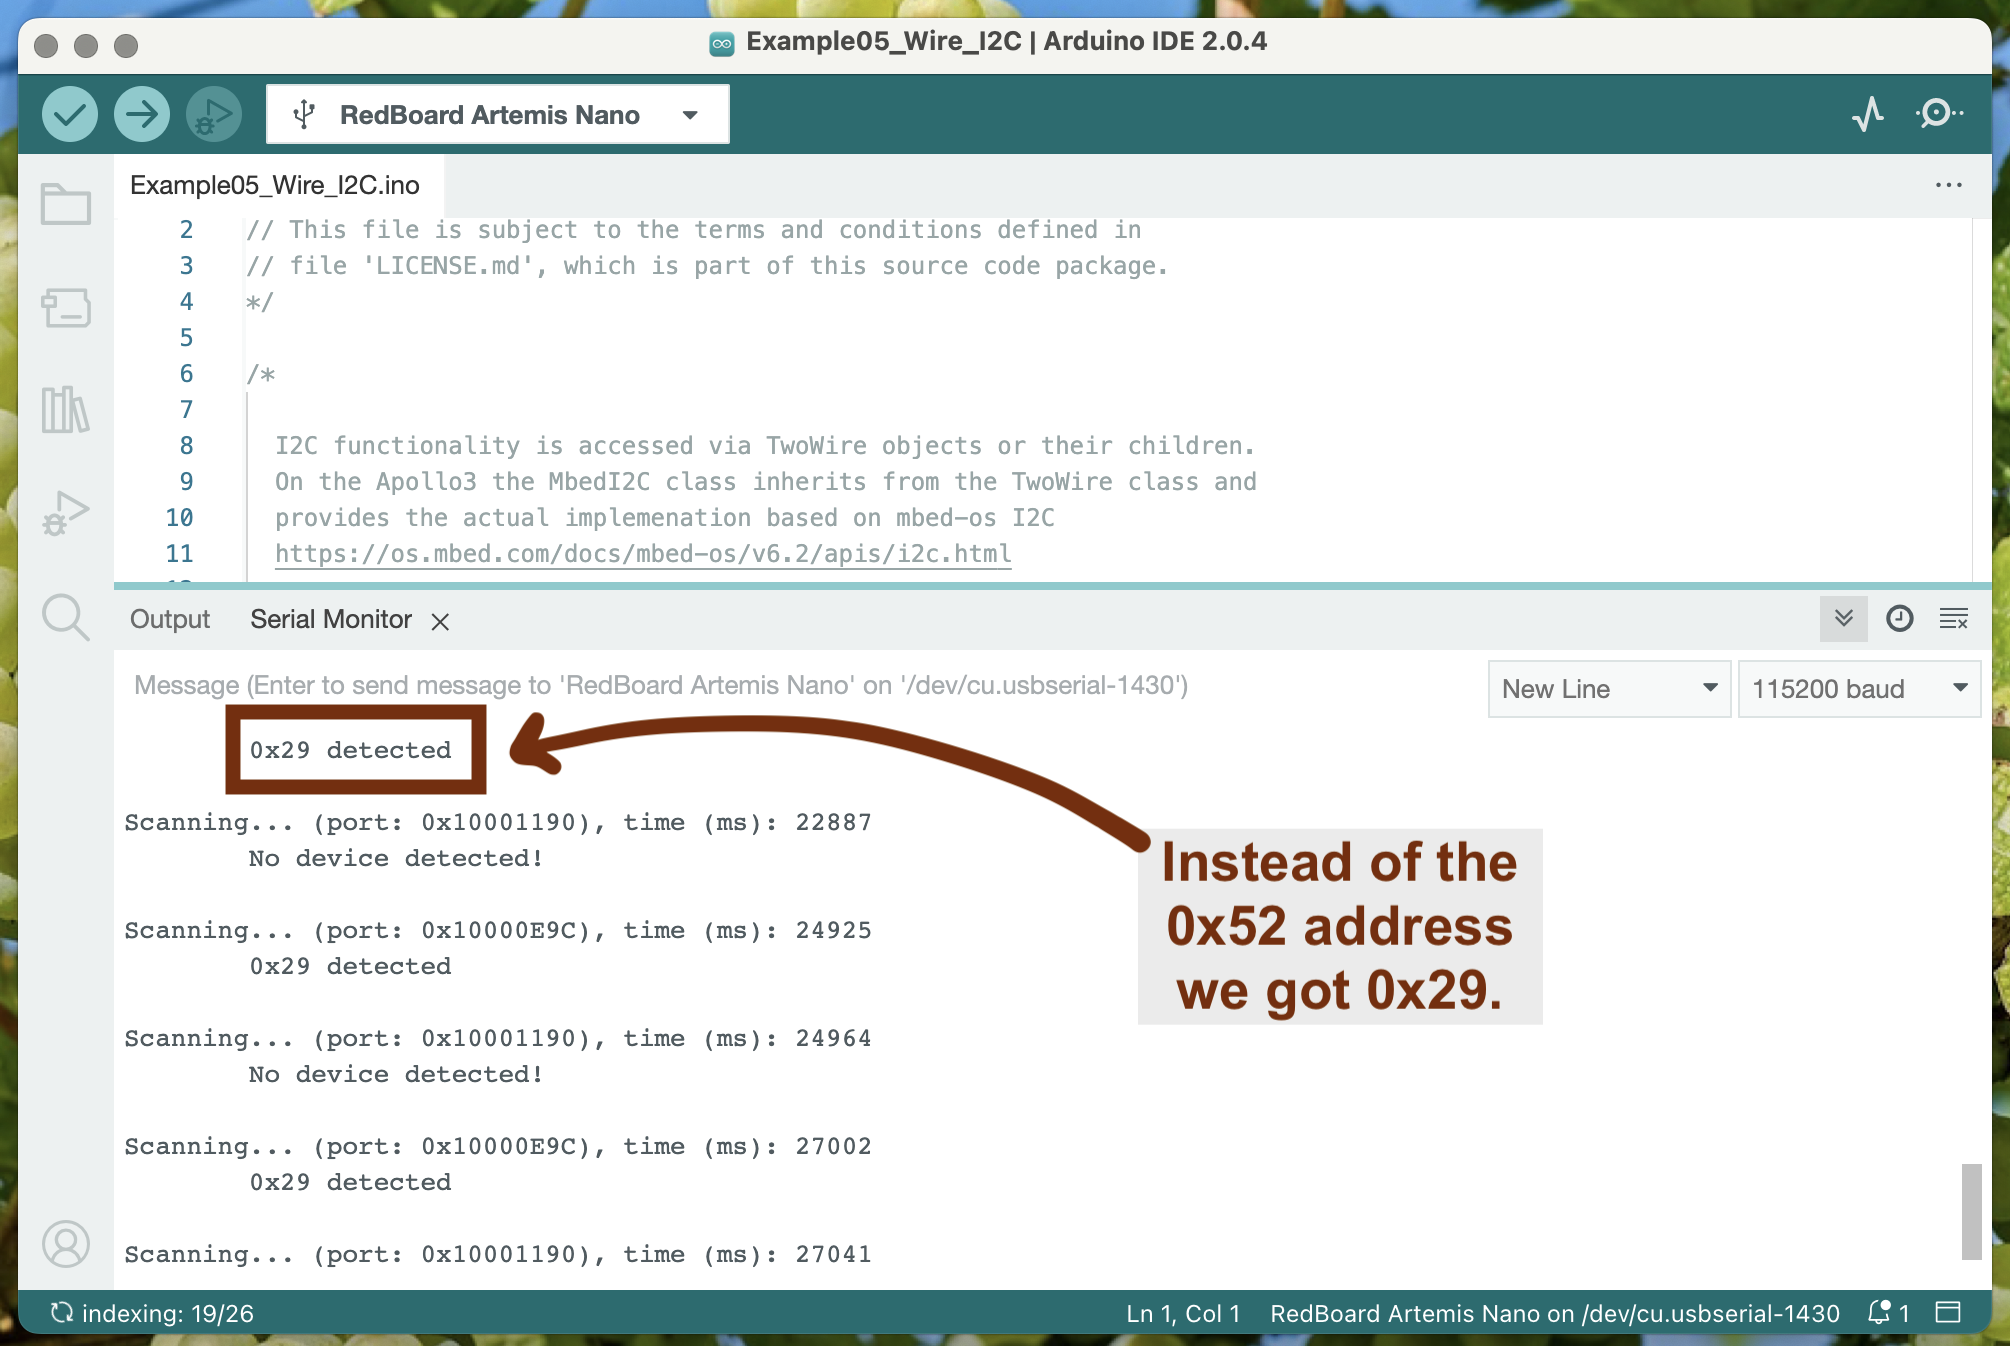 Example05_Wire_I2C | Arduino IDE 2.0.4
RedBoard Artemis Nano
Example05_Wire_I2C.ino
2 // This file is subject to the terms and conditions defined in
3 // file 'LICENSE.md', which is part of this source code package.
4 */
5
6 /*
7
8 I2C functionality is accessed via TwoWire objects or their children.
9 On the Apollo3 the MbedI2C class inherits from the TwoWire class and
10 provides the actual implemenation based on mbed-os I2C
11 https://os.mbed.com/docs/mbed-os/v6.2/apis/i2c.html
Output Serial Monitor
Message (Enter to send message to 'RedBoard Artemis Nano' on '/dev/cu.usbserial-1430')
New Line 115200 baud
0x29 detected
Scanning... (port: 0x10001190), time (ms): 22887
No device detected!
Scanning... (port: 0x10000E9C), time (ms): 24925
0x29 detected
Scanning... (port: 0x10001190), time (ms): 24964
No device detected!
Scanning... (port: 0x10000E9C), time (ms): 27002
0x29 detected
Scanning... (port: 0x10001190), time (ms): 27041
Instead of the
0x52 address
we got 0x29.
indexing: 19/26 Ln 1, Col 1 RedBoard Artemis Nano on /dev/cu.usbserial-1430 1